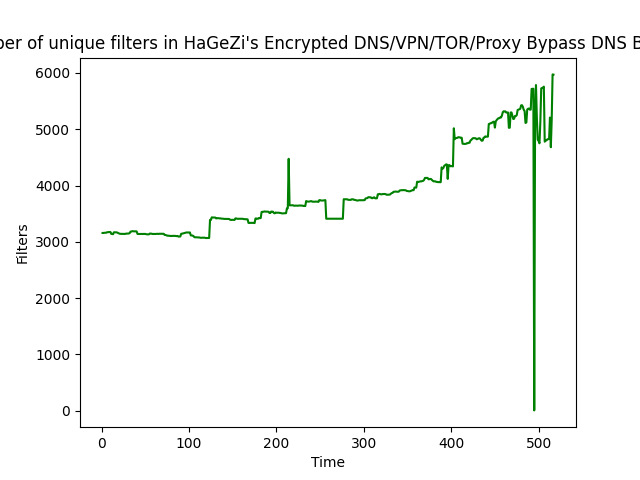 ber of unique filters in HaGeZi's Encrypted DNS/VPN/TOR/Proxy Bypass DNS B
6000
5000
4000
3000
2000
1000
0
Filters
0 100 200 300 400 500
Time